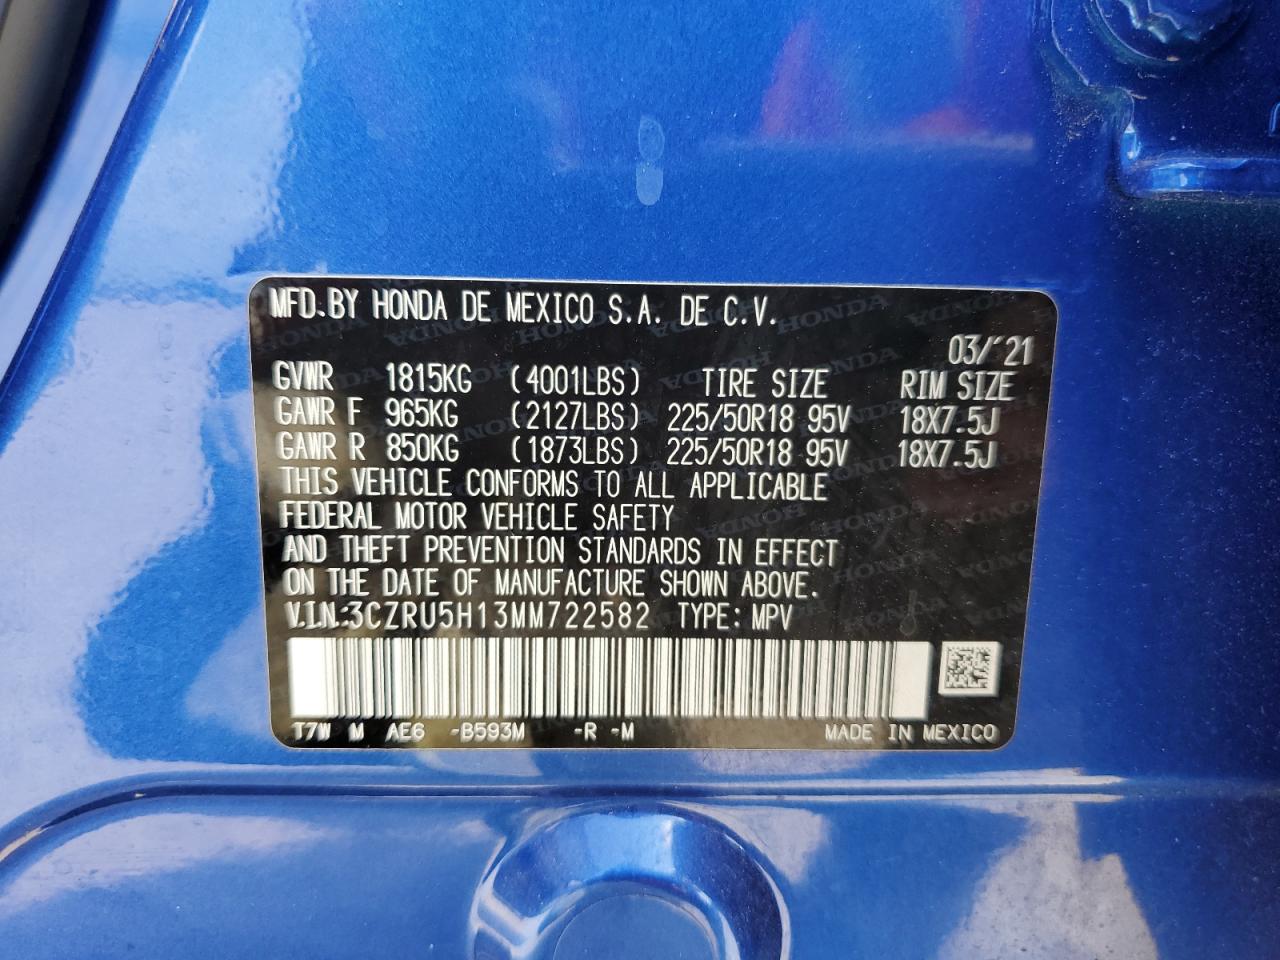 MFD. BY HONDA DE MEXICO S.A. DE C.V.
03/'21
GVWR 1815KG (4001LBS) TIRE SIZE RIM SIZE
GAWR F 965KG (2127LBS) 225/50R18 95V 18X7.5J
GAWR R 850KG (1873LBS) 225/50R18 95V 18X7.5J
THIS VEHICLE CONFORMS TO ALL APPLICABLE
FEDERAL MOTOR VEHICLE SAFETY
AND THEFT PREVENTION STANDARDS IN EFFECT
ON THE DATE OF MANUFACTURE SHOWN ABOVE.
V.I.N.:3CZRU5H13MM722582 TYPE: MPV
T7W M AE6 -B593M -R -M MADE IN MEXICO